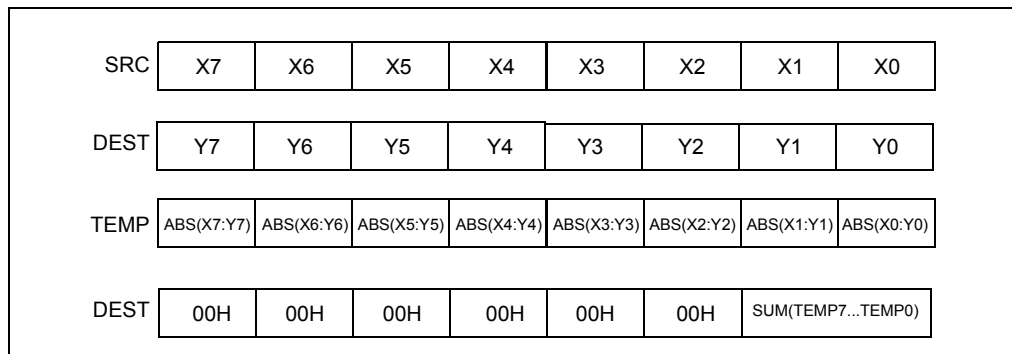 SRC X7 X6 X5 X4 X3 X2 X1 X0
DEST Y7 Y6 Y5 Y4 Y3 Y2 Y1 Y0
TEMP ABS(X7:Y7) ABS(X6:Y6) ABS(X5:Y5) ABS(X4:Y4) ABS(X3:Y3) ABS(X2:Y2) ABS(X1:Y1) ABS(X0:Y0)
DEST 00H 00H 00H 00H 00H 00H SUM(TEMP7...TEMP0)